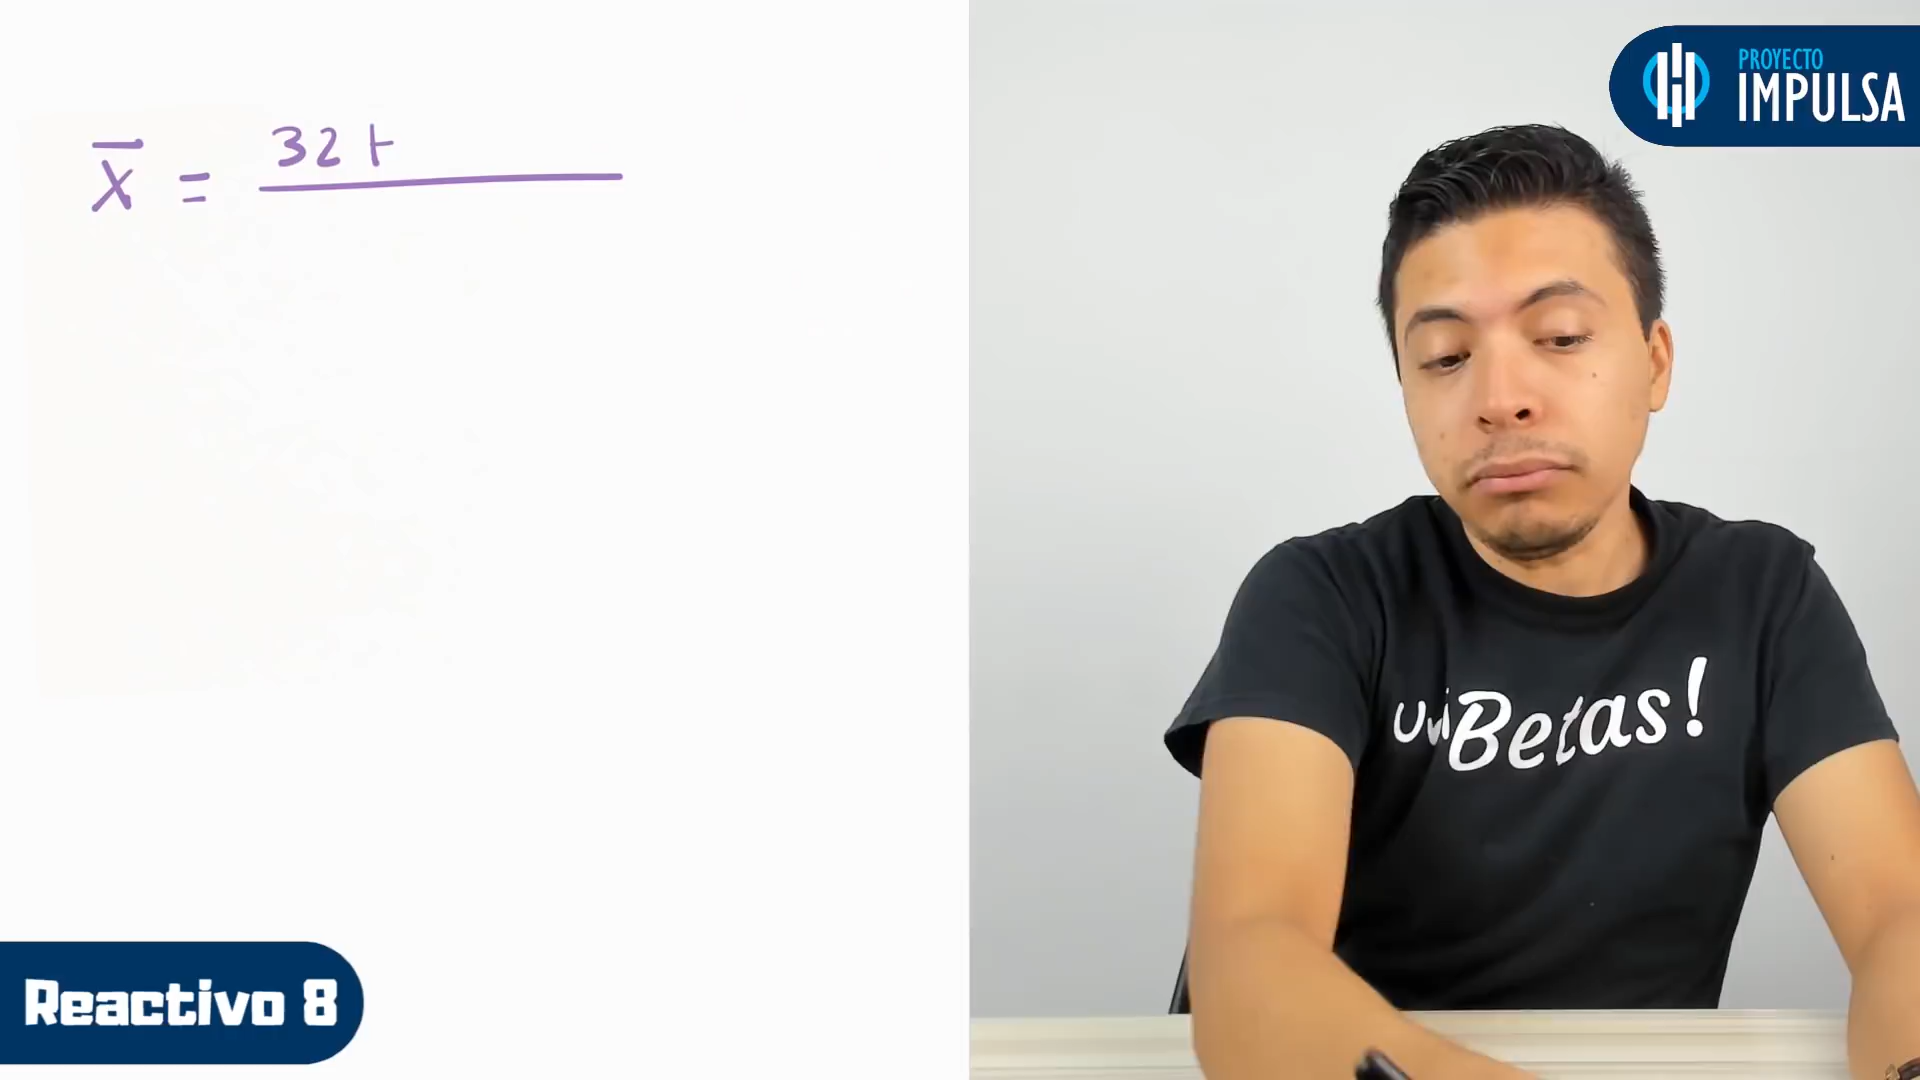 x̄ = 32 +
PROYECTO
IMPULSA
Betas!
Reactivo 8